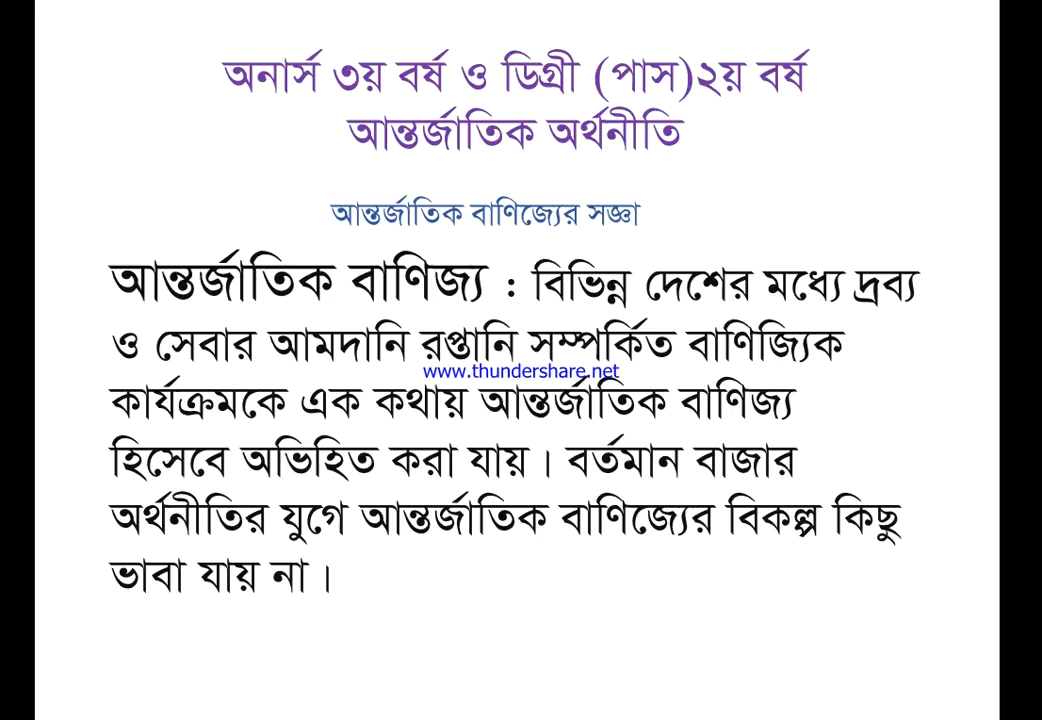 অনার্স ৩য় বর্ষ ও ডিগ্রী (পাস)২য় বর্ষ
আন্তর্জাতিক অর্থনীতি
আন্তর্জাতিক বাণিজ্যের সজ্ঞা
আন্তর্জাতিক বাণিজ্য : বিভিন্ন দেশের মধ্যে দ্রব্য
ও সেবার আমদানি রপ্তানি সম্পর্কিত বাণিজ্যিক
www.thundershare.net
কার্যক্রমকে এক কথায় আন্তর্জাতিক বাণিজ্য
হিসেবে অভিহিত করা যায়। বর্তমান বাজার
অর্থনীতির যুগে আন্তর্জাতিক বাণিজ্যের বিকল্প কিছু
ভাবা যায় না।